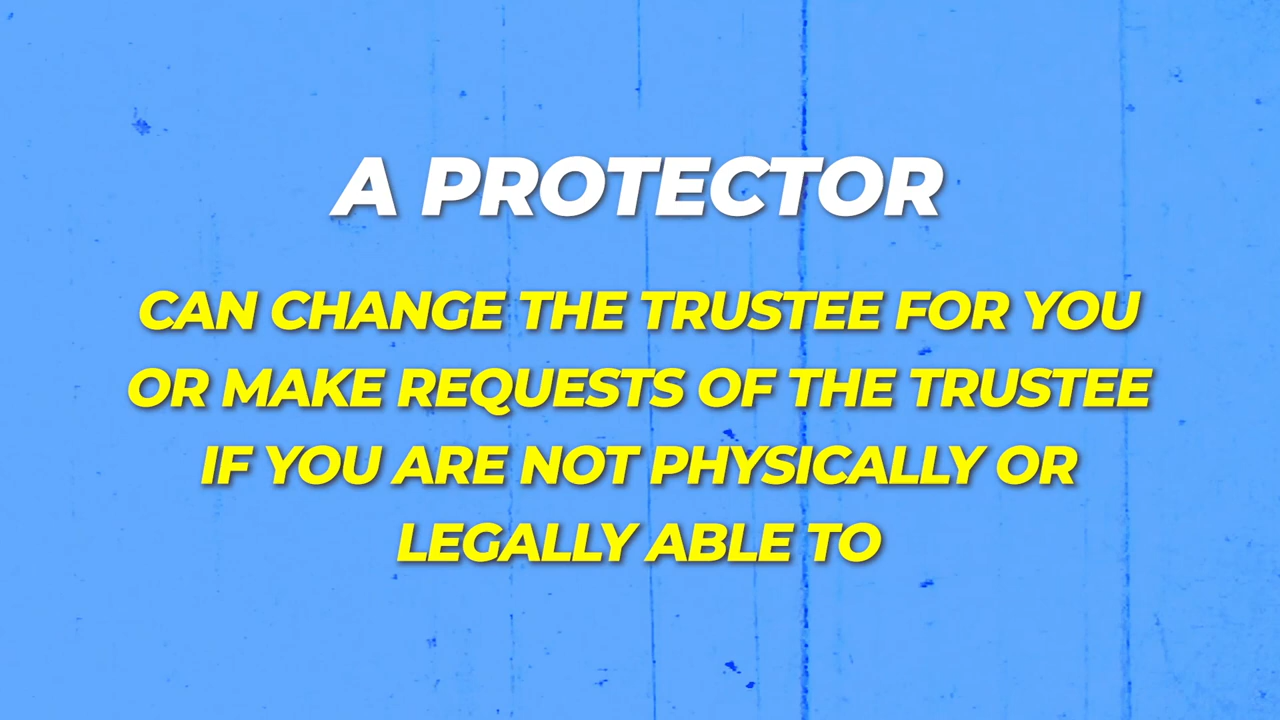 A PROTECTOR
CAN CHANGE THE TRUSTEE FOR YOU
OR MAKE REQUESTS OF THE TRUSTEE
IF YOU ARE NOT PHYSICALLY OR
LEGALLY ABLE TO